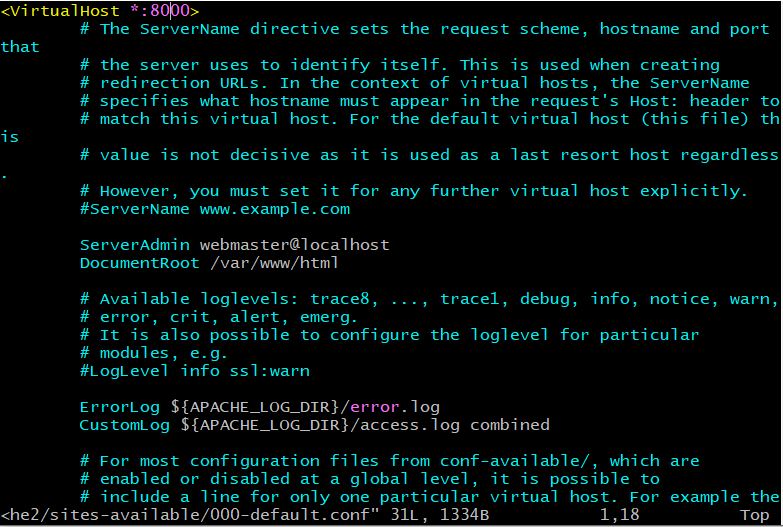 <VirtualHost *:8000>
# The ServerName directive sets the request scheme, hostname and port
that
# the server uses to identify itself. This is used when creating
# redirection URLs. In the context of virtual hosts, the ServerName
# specifies what hostname must appear in the request's Host: header to
# match this virtual host. For the default virtual host (this file) th
is
# value is not decisive as it is used as a last resort host regardless
.
# However, you must set it for any further virtual host explicitly.
#ServerName www.example.com
ServerAdmin webmaster@localhost
DocumentRoot /var/www/html
# Available loglevels: trace8, ..., trace1, debug, info, notice, warn,
# error, crit, alert, emerg.
# It is also possible to configure the loglevel for particular
# modules, e.g.
#LogLevel info ssl:warn
ErrorLog ${APACHE_LOG_DIR}/error.log
CustomLog ${APACHE_LOG_DIR}/access.log combined
# For most configuration files from conf-available/, which are
# enabled or disabled at a global level, it is possible to
# include a line for only one particular virtual host. For example the
<he2/sites-available/000-default.conf" 31L, 1334B 1,18 Top